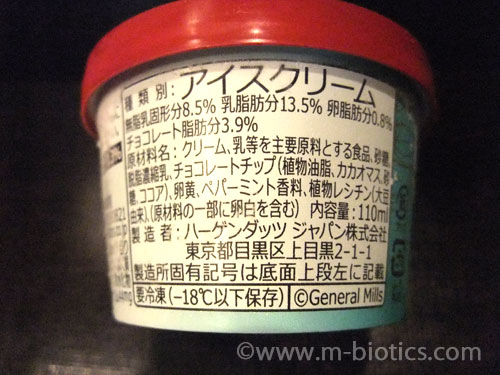 種類別:アイスクリーム
無脂乳固形分8.5% 乳脂肪分13.5% 卵脂肪分0.8%
チョコレート脂肪分3.9%
原材料名:クリーム、乳等を主要原料とする食品、砂糖、
脱脂濃縮乳、チョコレートチップ(植物油脂、カカオマス、砂
糖、ココア)、卵黄、ペパーミント香料、植物レシチン(大豆
由来)、(原材料の一部に卵白を含む) 内容量:110ml
製造者:ハーゲンダッツ ジャパン株式会社
東京都目黒区上目黒2-1-1
製造所固有記号は底面上段左に記載
要冷凍(-18℃以下保存) ©General Mills
©www.m-biotics.com